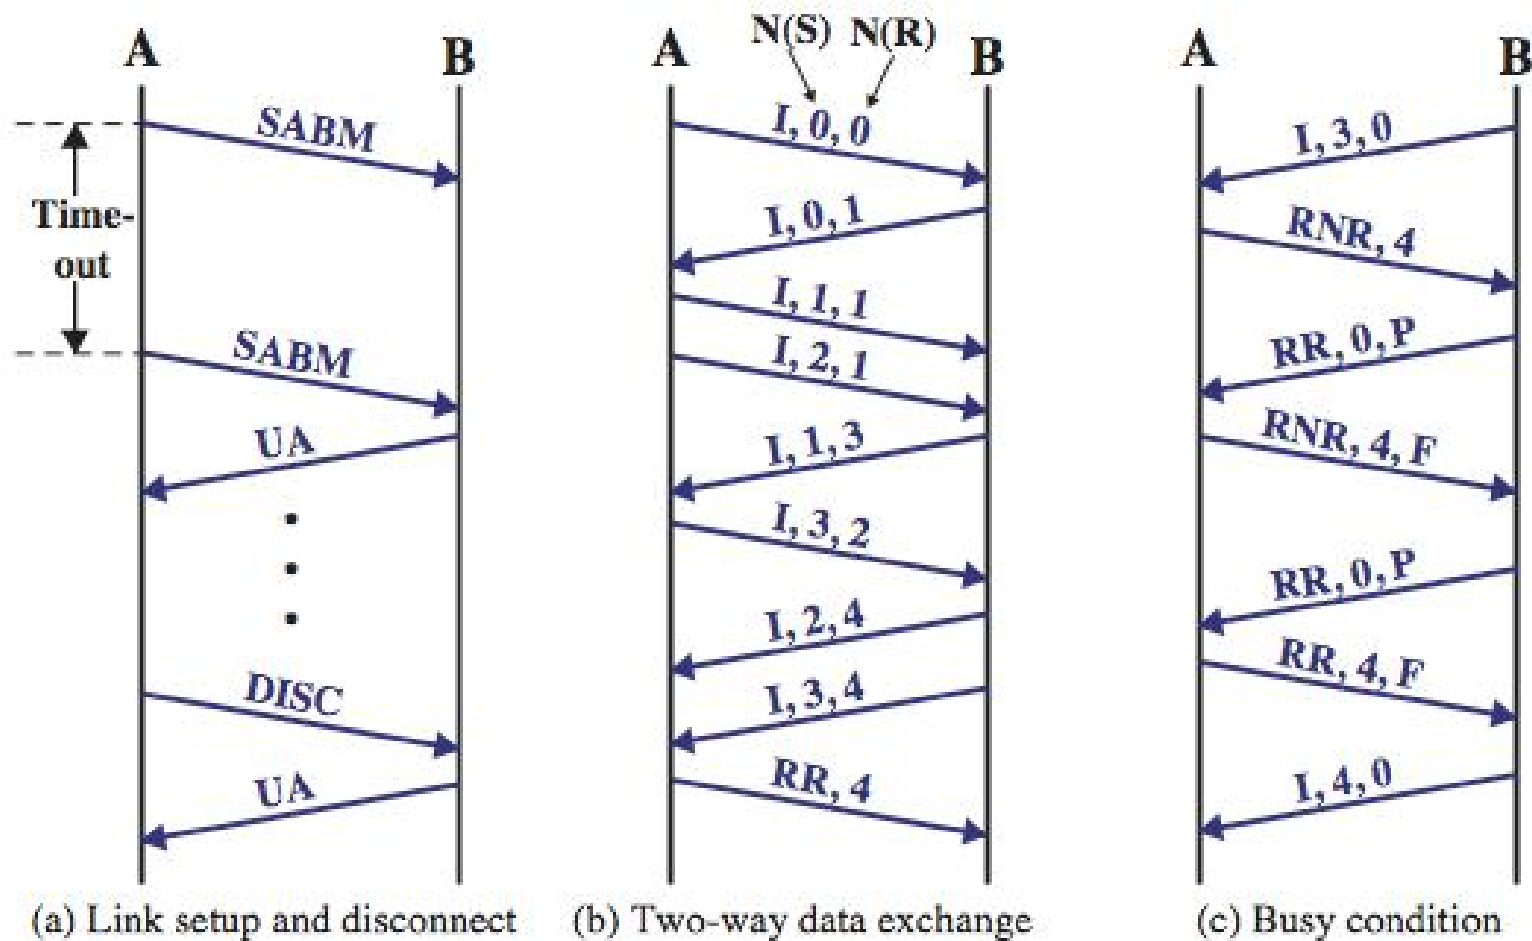 A
B
SABM
Time-
out
SABM
UA
DISC
UA
(a) Link setup and disconnect
N(S) N(R)
A
B
I, 0, 0
I, 0, 1
I, 1, 1
I, 2, 1
I, 1, 3
I, 3, 2
I, 2, 4
I, 3, 4
RR, 4
(b) Two-way data exchange
A
B
I, 3, 0
RNR, 4
RR, 0, P
RNR, 4, F
RR, 0, P
RR, 4, F
I, 4, 0
(c) Busy condition